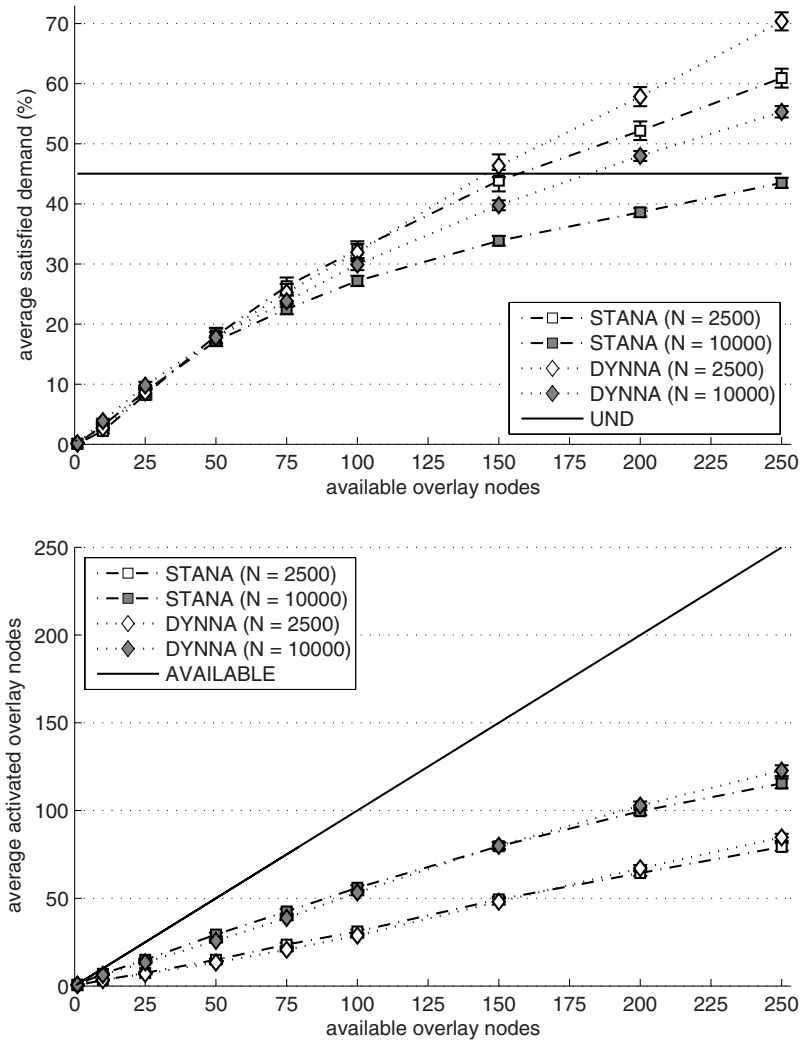 70
60
50
40
30
20
10
0
average satisfied demand (%)
STANA (N = 2500)
STANA (N = 10000)
DYNNA (N = 2500)
DYNNA (N = 10000)
UND
0 25 50 75 100 125 150 175 200 225 250
available overlay nodes
250
200
150
100
50
0
average activated overlay nodes
STANA (N = 2500)
STANA (N = 10000)
DYNNA (N = 2500)
DYNNA (N = 10000)
AVAILABLE
0 25 50 75 100 125 150 175 200 225 250
available overlay nodes